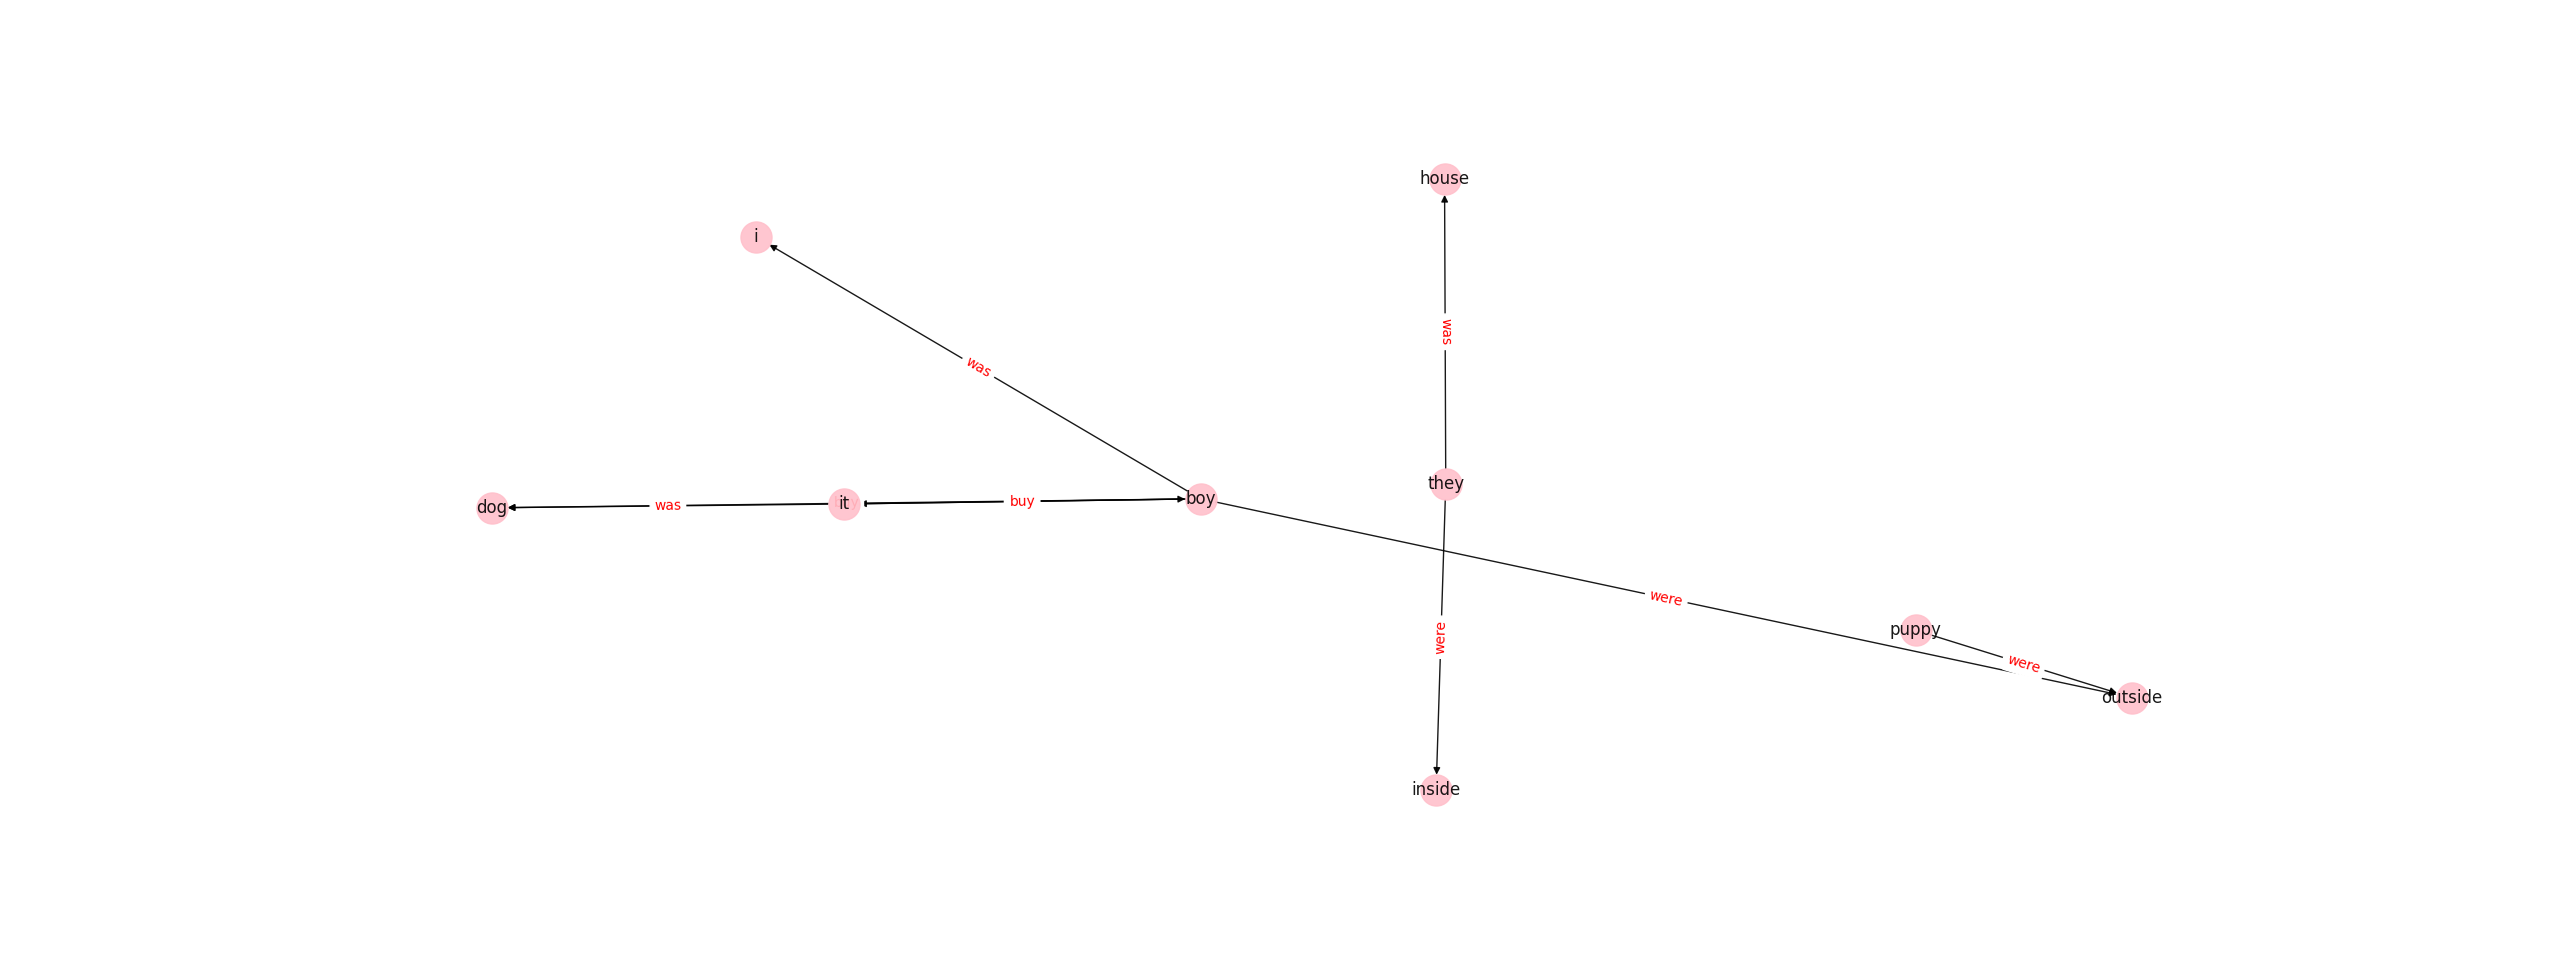 house
i
was
was
they
boy
buy
it
was
dog
were
puppy
were
were
outside
inside